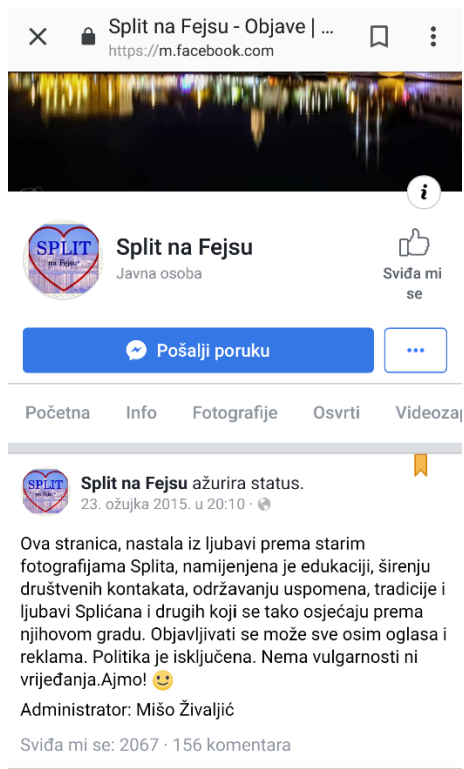 Split na Fejsu - Objave | ...
https://m.facebook.com
SPLIT
na Fejsu
Split na Fejsu
Javna osoba
Sviđa mi
se
Pošalji poruku
Početna Info Fotografije Osvrti Videozap
SPLIT
na Fejsu
Split na Fejsu ažurira status.
23. ožujka 2015. u 20:10 ·
Ova stranica, nastala iz ljubavi prema starim
fotografijama Splita, namijenjena je edukaciji, širenju
društvenih kontakata, održavanju uspomena, tradicije i
ljubavi Splićana i drugih koji se tako osjećaju prema
njihovom gradu. Objavljivati se može sve osim oglasa i
reklama. Politika je isključena. Nema vulgarnosti ni
vrijeđanja.Ajmo! 🙂
Administrator: Mišo Živaljić
Sviđa mi se: 2067 · 156 komentara